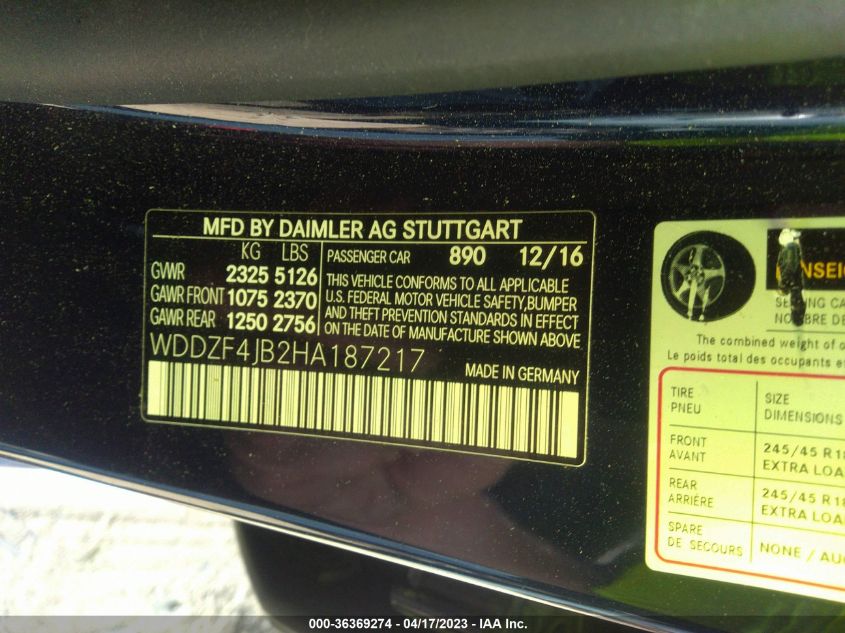 MFD BY DAIMLER AG STUTTGART
KG LBS
GVWR 2325 5126
GAWR FRONT 1075 2370
GAWR REAR 1250 2756
PASSENGER CAR 890 12/16
THIS VEHICLE CONFORMS TO ALL APPLICABLE
U.S. FEDERAL MOTOR VEHICLE SAFETY, BUMPER
AND THEFT PREVENTION STANDARDS IN EFFECT
ON THE DATE OF MANUFACTURE SHOWN ABOVE
WDDZF4JB2HA187217
MADE IN GERMANY
The combined weight of o
Le poids total des occupants e
TIRE SIZE
PNEU DIMENSIONS
FRONT 245/45 R18
AVANT EXTRA LOA
REAR 245/45 R18
ARRIÈRE EXTRA LOA
SPARE
DE SECOURS NONE / AUC
000-36369274 - 04/17/2023 - IAA Inc.